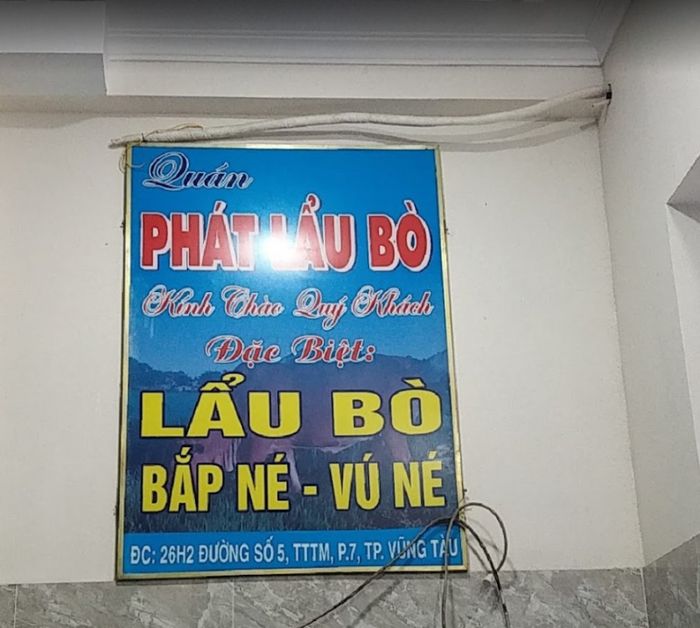 Quán
PHÁT LẨU BÒ
Kính Chào Quý Khách
Đặc Biệt:
LẨU BÒ
BẮP NÉ - VÚ NÉ
ĐC: 26H2 ĐƯỜNG SỐ 5, TTTM, P.7, TP. VŨNG TÀU